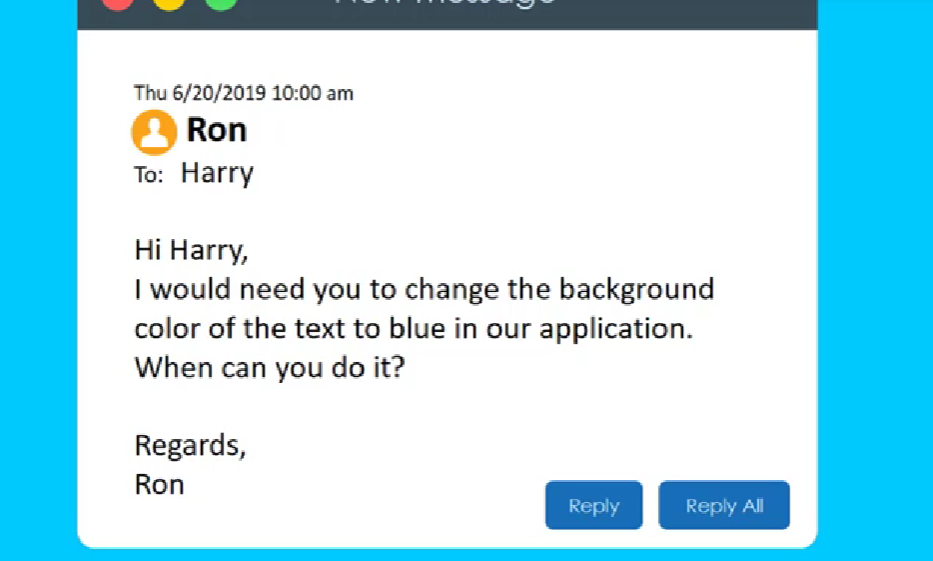 Thu 6/20/2019 10:00 am
Ron
To: Harry
Hi Harry,
I would need you to change the background
color of the text to blue in our application.
When can you do it?
Regards,
Ron
Reply
Reply All